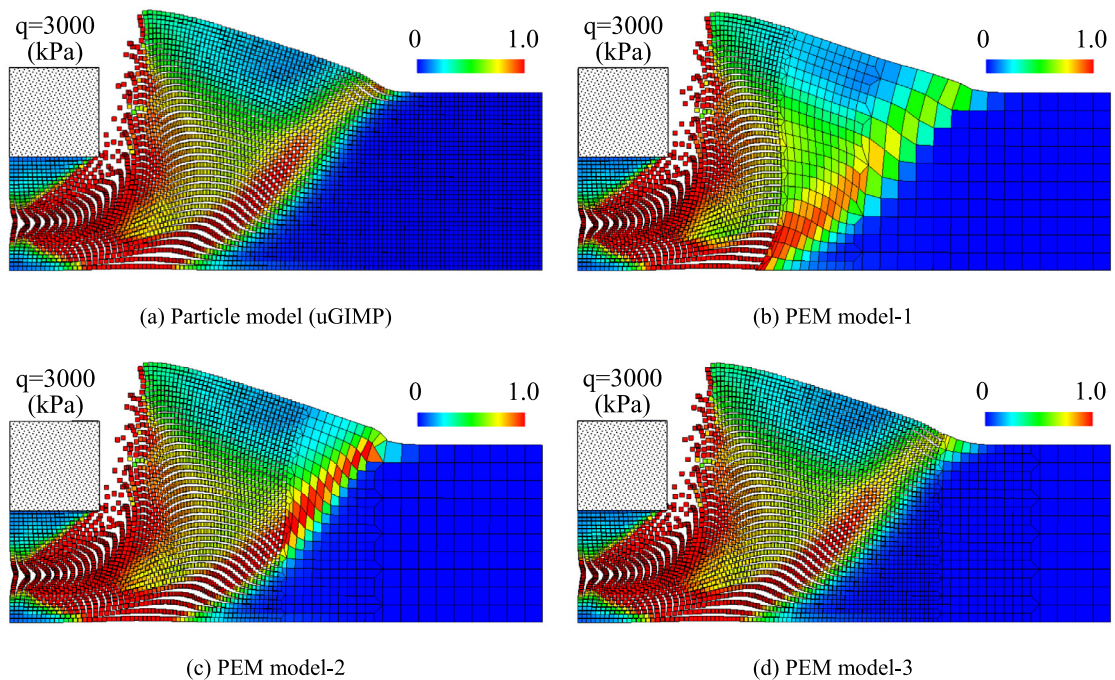 q=3000
(kPa)
0 1.0
(a) Particle model (uGIMP)
q=3000
(kPa)
0 1.0
(b) PEM model-1
q=3000
(kPa)
0 1.0
(c) PEM model-2
q=3000
(kPa)
0 1.0
(d) PEM model-3